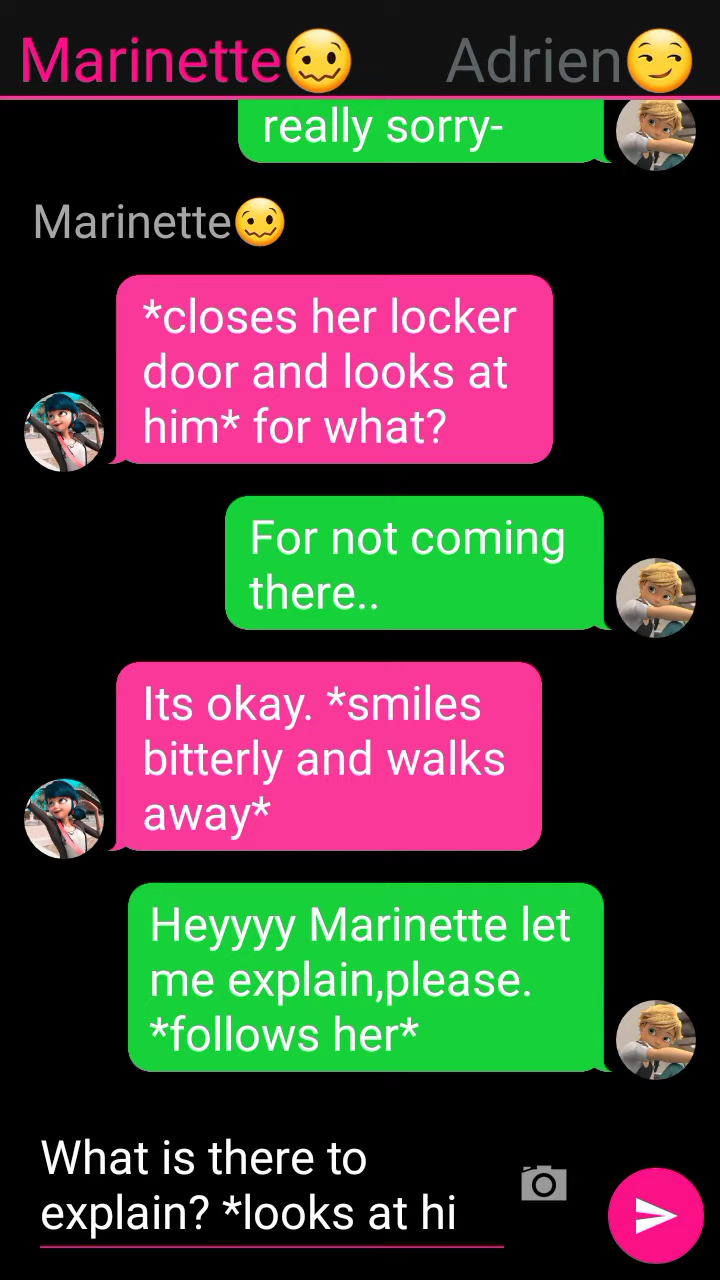 Marinette🥴 Adrien😏
really sorry-
Marinette🥴
*closes her locker
door and looks at
him* for what?
For not coming
there..
Its okay. *smiles
bitterly and walks
away*
Heyyyy Marinette let
me explain,please.
*follows her*
What is there to
explain? *looks at hi